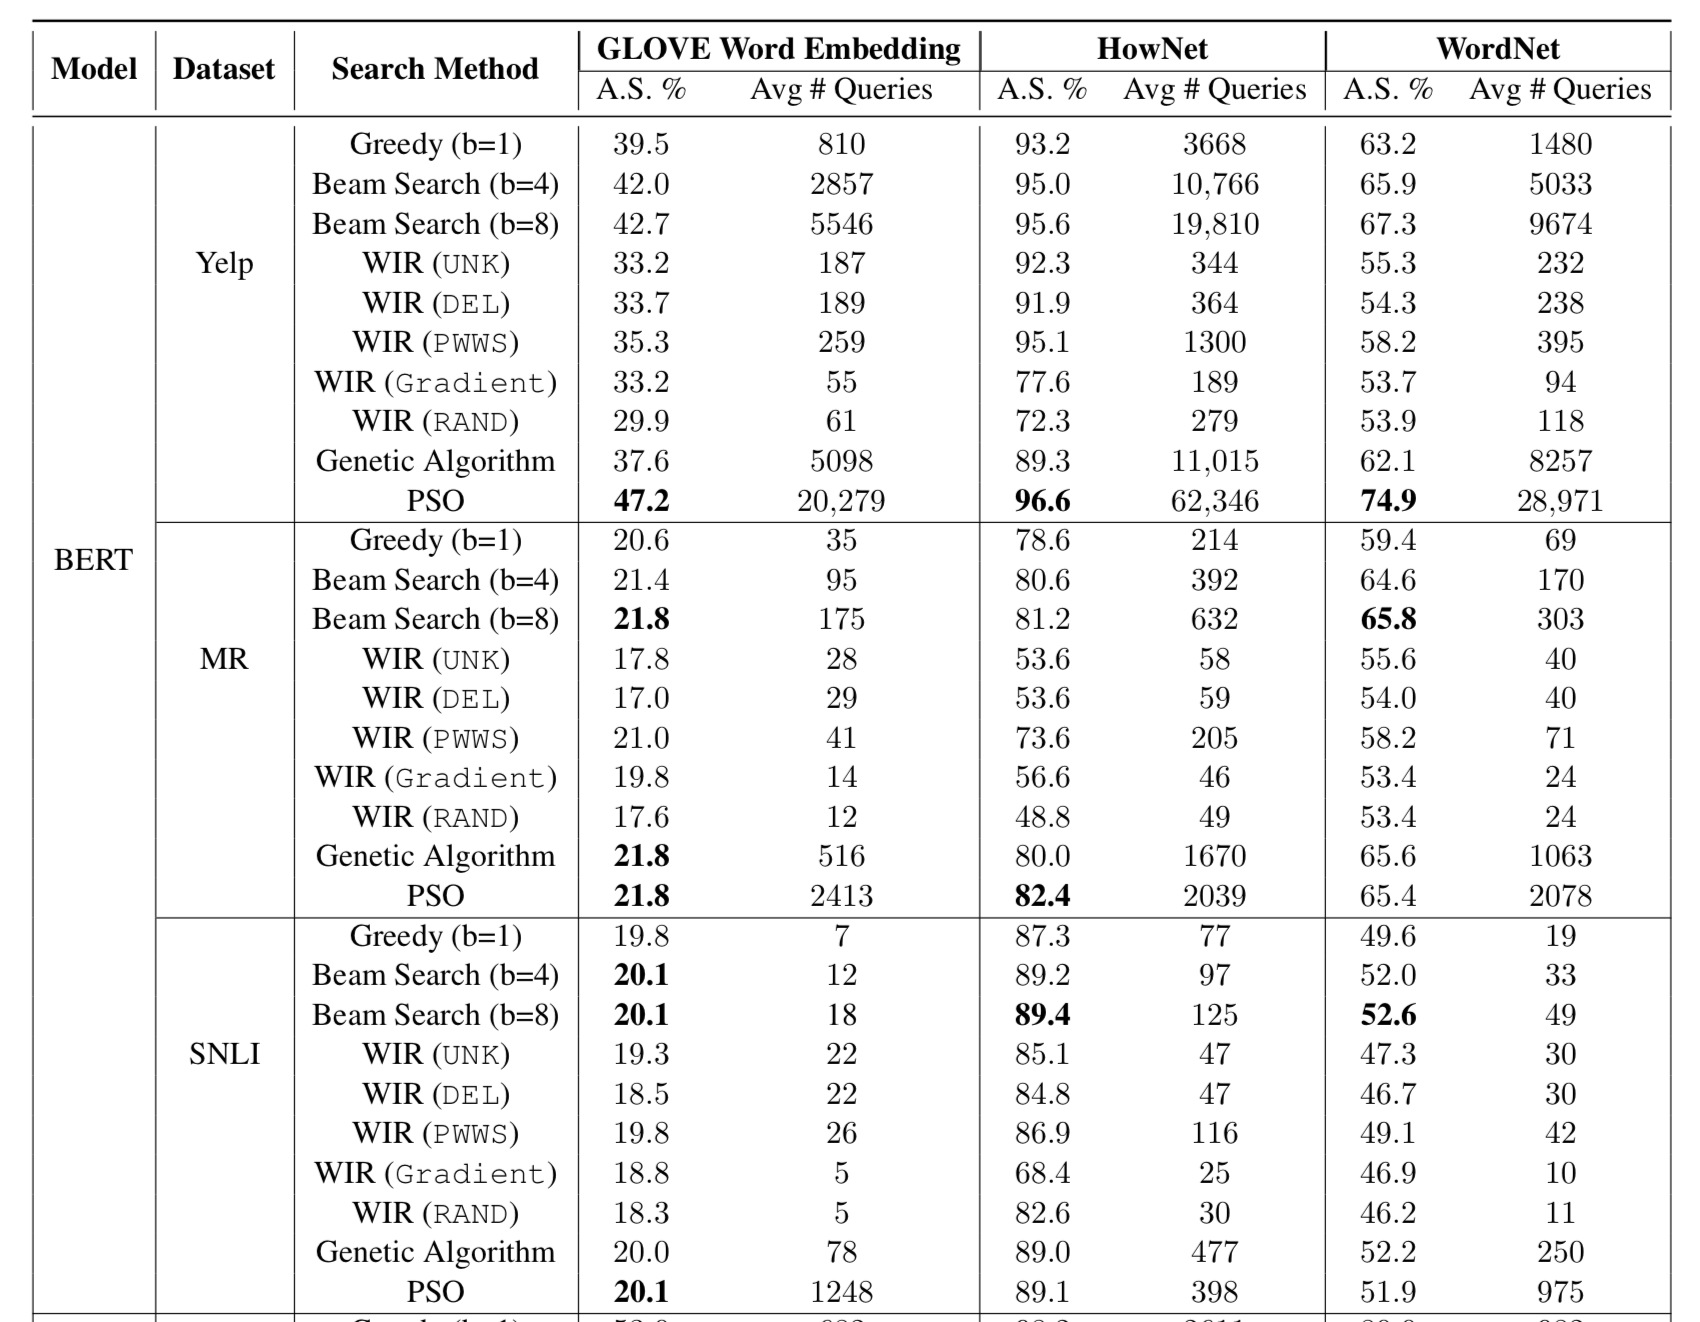 Model Dataset Search Method GLOVE Word Embedding HowNet WordNet
A.S. % Avg # Queries A.S. % Avg # Queries A.S. % Avg # Queries
Greedy (b=1) 39.5 810 93.2 3668 63.2 1480
Beam Search (b=4) 42.0 2857 95.0 10,766 65.9 5033
Beam Search (b=8) 42.7 5546 95.6 19,810 67.3 9674
Yelp WIR (UNK) 33.2 187 92.3 344 55.3 232
WIR (DEL) 33.7 189 91.9 364 54.3 238
WIR (PWWS) 35.3 259 95.1 1300 58.2 395
WIR (Gradient) 33.2 55 77.6 189 53.7 94
WIR (RAND) 29.9 61 72.3 279 53.9 118
Genetic Algorithm 37.6 5098 89.3 11,015 62.1 8257
PSO 47.2 20,279 96.6 62,346 74.9 28,971
Greedy (b=1) 20.6 35 78.6 214 59.4 69
BERT
Beam Search (b=4) 21.4 95 80.6 392 64.6 170
Beam Search (b=8) 21.8 175 81.2 632 65.8 303
MR WIR (UNK) 17.8 28 53.6 58 55.6 40
WIR (DEL) 17.0 29 53.6 59 54.0 40
WIR (PWWS) 21.0 41 73.6 205 58.2 71
WIR (Gradient) 19.8 14 56.6 46 53.4 24
WIR (RAND) 17.6 12 48.8 49 53.4 24
Genetic Algorithm 21.8 516 80.0 1670 65.6 1063
PSO 21.8 2413 82.4 2039 65.4 2078
Greedy (b=1) 19.8 7 87.3 77 49.6 19
Beam Search (b=4) 20.1 12 89.2 97 52.0 33
Beam Search (b=8) 20.1 18 89.4 125 52.6 49
SNLI WIR (UNK) 19.3 22 85.1 47 47.3 30
WIR (DEL) 18.5 22 84.8 47 46.7 30
WIR (PWWS) 19.8 26 86.9 116 49.1 42
WIR (Gradient) 18.8 5 68.4 25 46.9 10
WIR (RAND) 18.3 5 82.6 30 46.2 11
Genetic Algorithm 20.0 78 89.0 477 52.2 250
PSO 20.1 1248 89.1 398 51.9 975